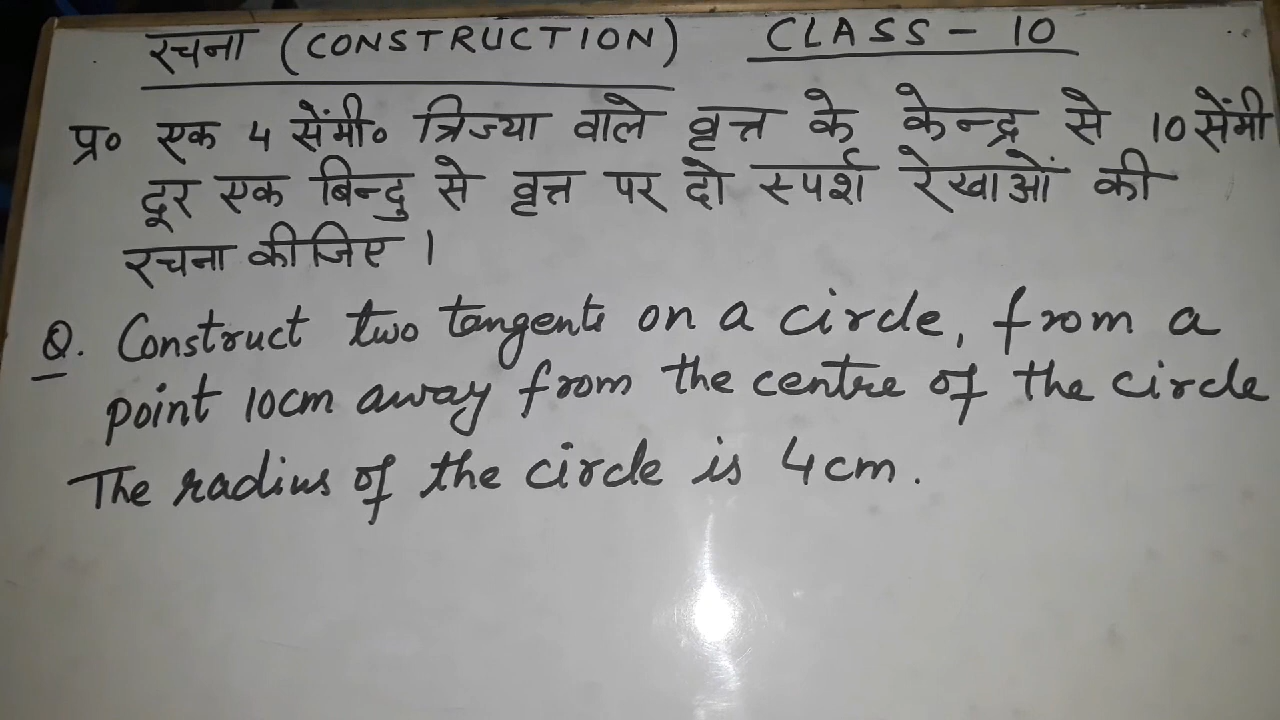 रचना (CONSTRUCTION) CLASS - 10
प्र० एक 4 सेंमी० त्रिज्या वाले वृत्त के केन्द्र से 10 सेंमी
दूर एक बिन्दु से वृत्त पर दो स्पर्श रेखाओं की
रचना कीजिए ।
Q. Construct two tangents on a circle, from a
point 10cm away from the centre of the circle
The radius of the circle is 4cm.